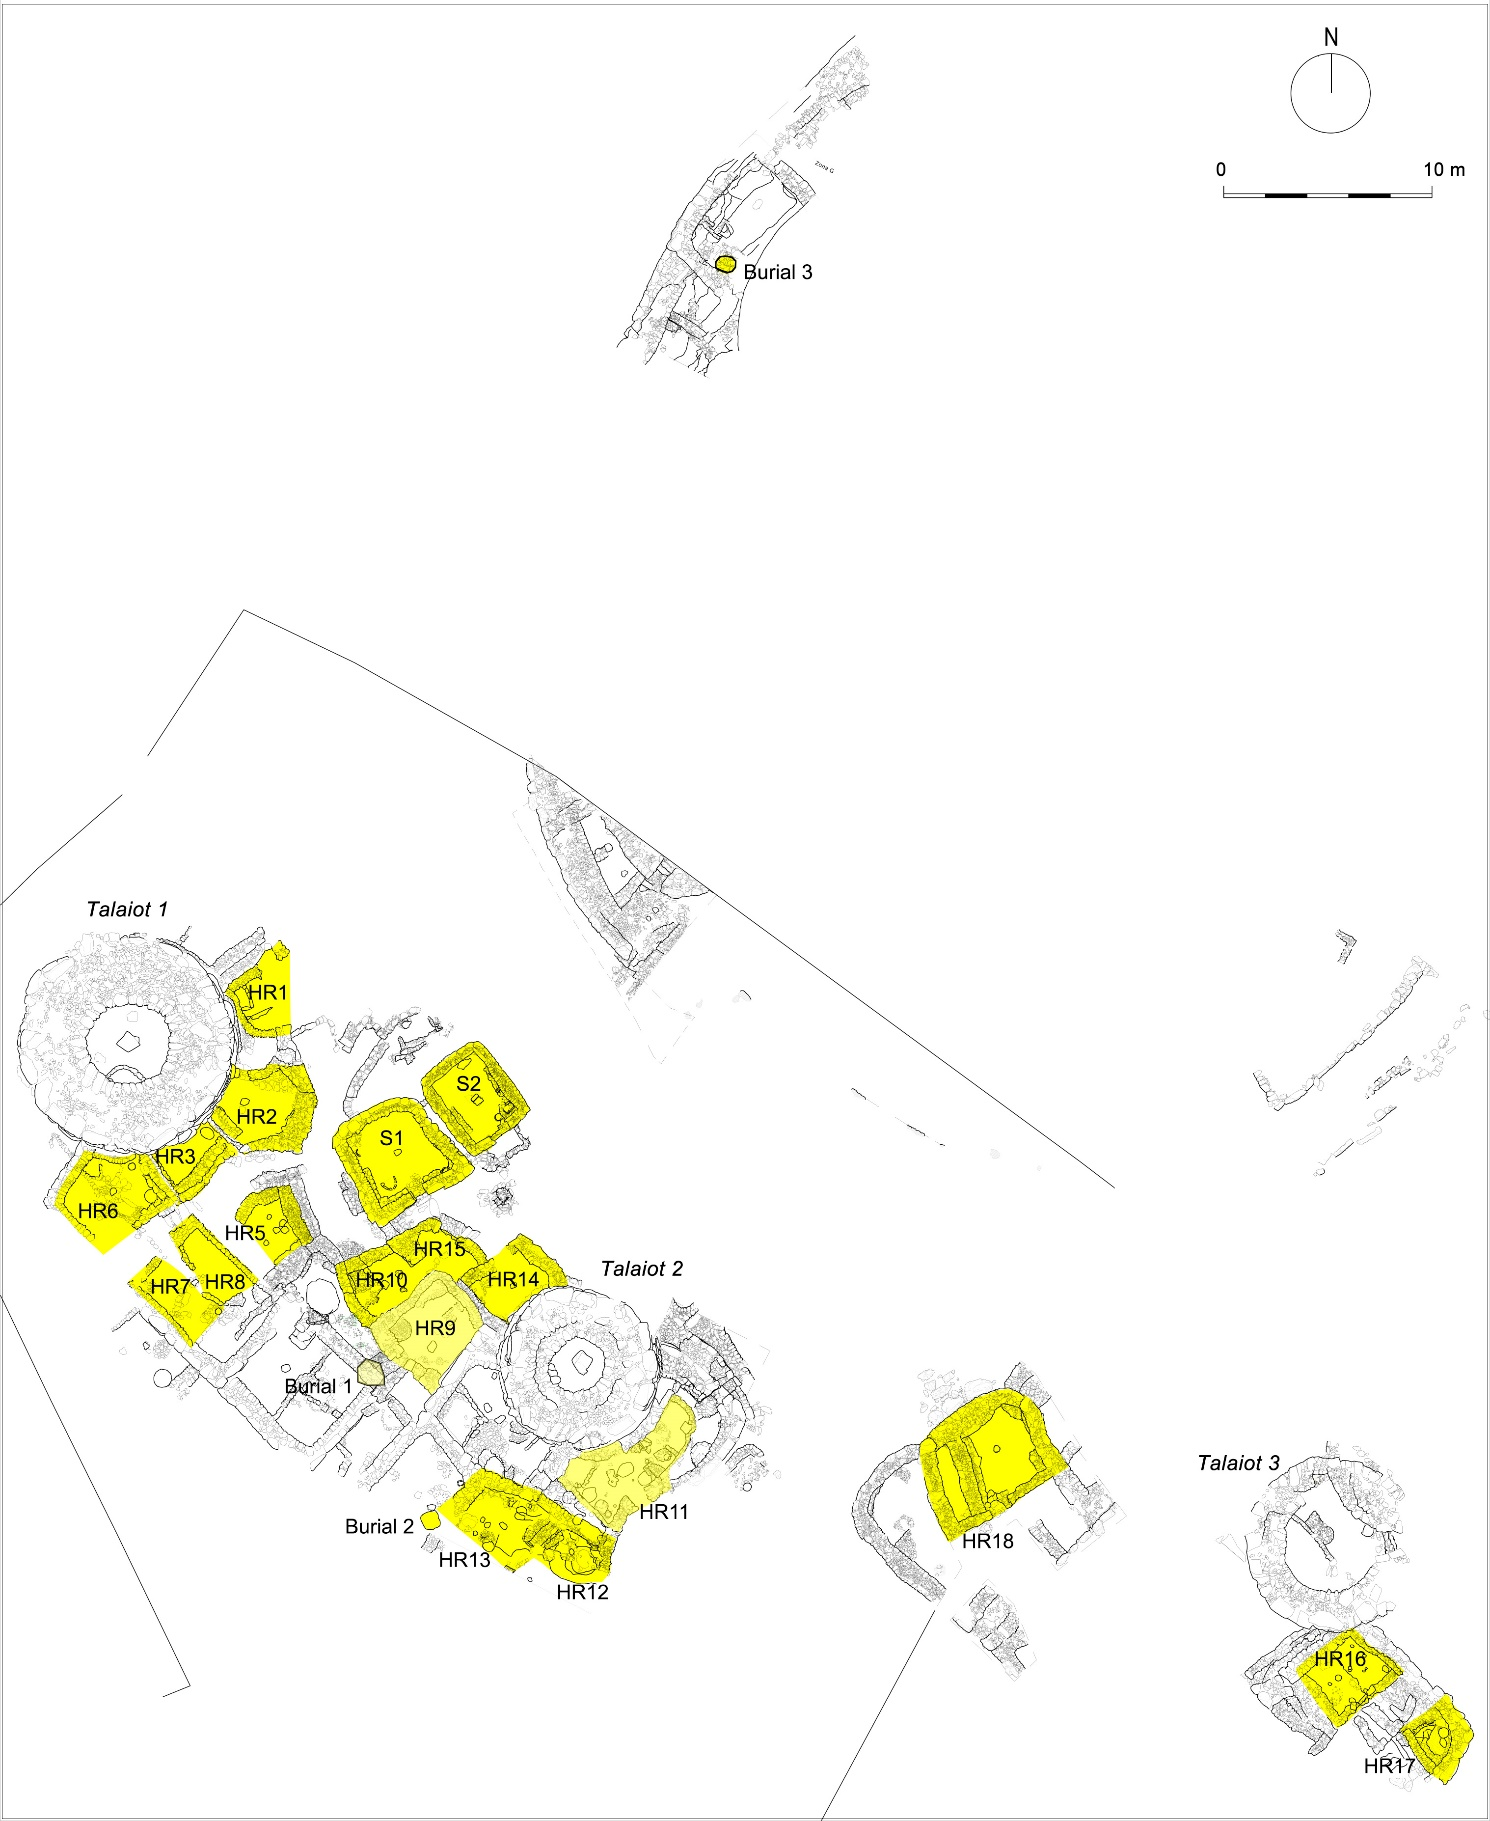 N
0 10 m
Zona G
Burial 3
Talaiot 1
HR1
S2
HR2
S1
HR3
HR6
HR5
HR15
Talaiot 2
HR10
HR14
HR8
HR7
HR9
Burial 1
Talaiot 3
HR11
Burial 2
HR18
HR13
HR12
HR16
HR17